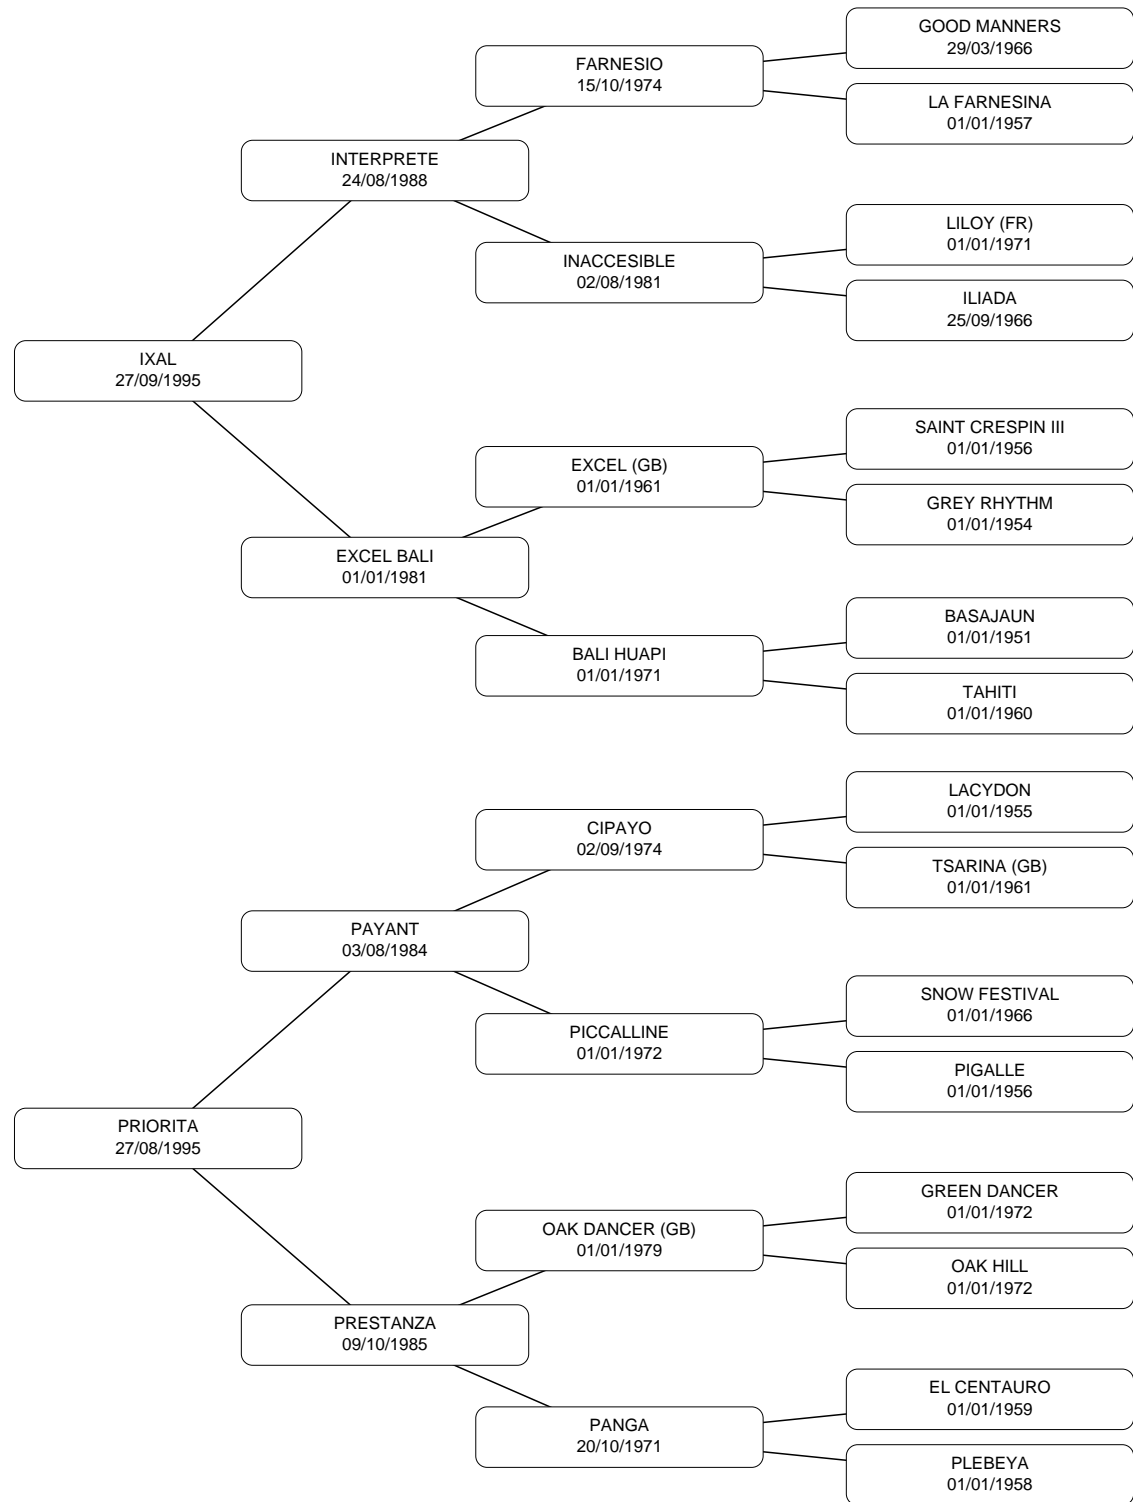 GOOD MANNERS
29/03/1966
FARNESIO
15/10/1974
LA FARNESINA
01/01/1957
INTERPRETE
24/08/1988
LILOY (FR)
01/01/1971
INACCESIBLE
02/08/1981
ILIADA
25/09/1966
IXAL
27/09/1995
SAINT CRESPIN III
01/01/1956
EXCEL (GB)
01/01/1961
GREY RHYTHM
01/01/1954
EXCEL BALI
01/01/1981
BASAJAUN
01/01/1951
BALI HUAPI
01/01/1971
TAHITI
01/01/1960
LACYDON
01/01/1955
CIPAYO
02/09/1974
TSARINA (GB)
01/01/1961
PAYANT
03/08/1984
SNOW FESTIVAL
01/01/1966
PICCALLINE
01/01/1972
PIGALLE
01/01/1956
PRIORITA
27/08/1995
GREEN DANCER
01/01/1972
OAK DANCER (GB)
01/01/1979
OAK HILL
01/01/1972
PRESTANZA
09/10/1985
EL CENTAURO
01/01/1959
PANGA
20/10/1971
PLEBEYA
01/01/1958